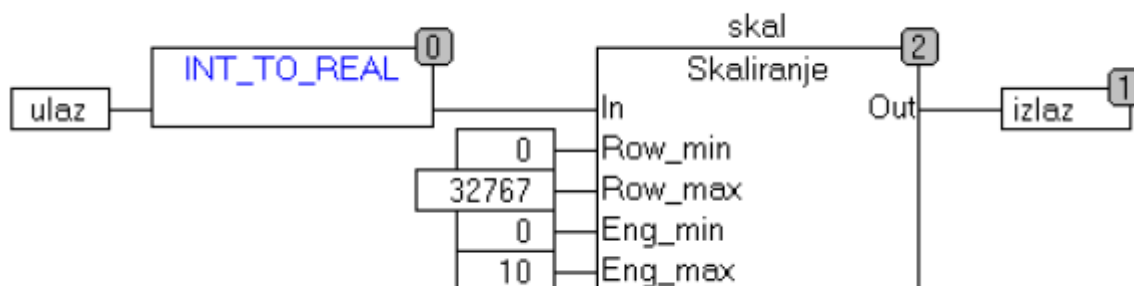 skal
0
2
INT_TO_REAL
Skaliranje
1
ulaz
In
Out
izlaz
0
Row_min
32767
Row_max
0
Eng_min
10
Eng_max